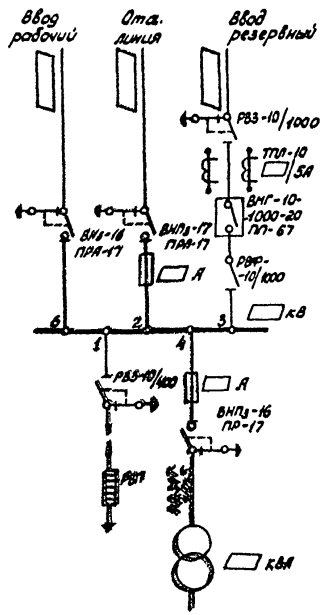 Ввод
рабочий
Отх.
линия
Ввод
резервный
РВЗ-10/1000
ТПЛ-10
/5А
ВНз-16
ПРА-17
ВНПз-17
ПРА-17
ВМГ-10-
1000-20
ПП-67
А
РВФ-
-10/1000
кВ
6
2
3
1
4
РВЗ-10/400
А
ВНПз-16
ПР-17
РВП
кВА